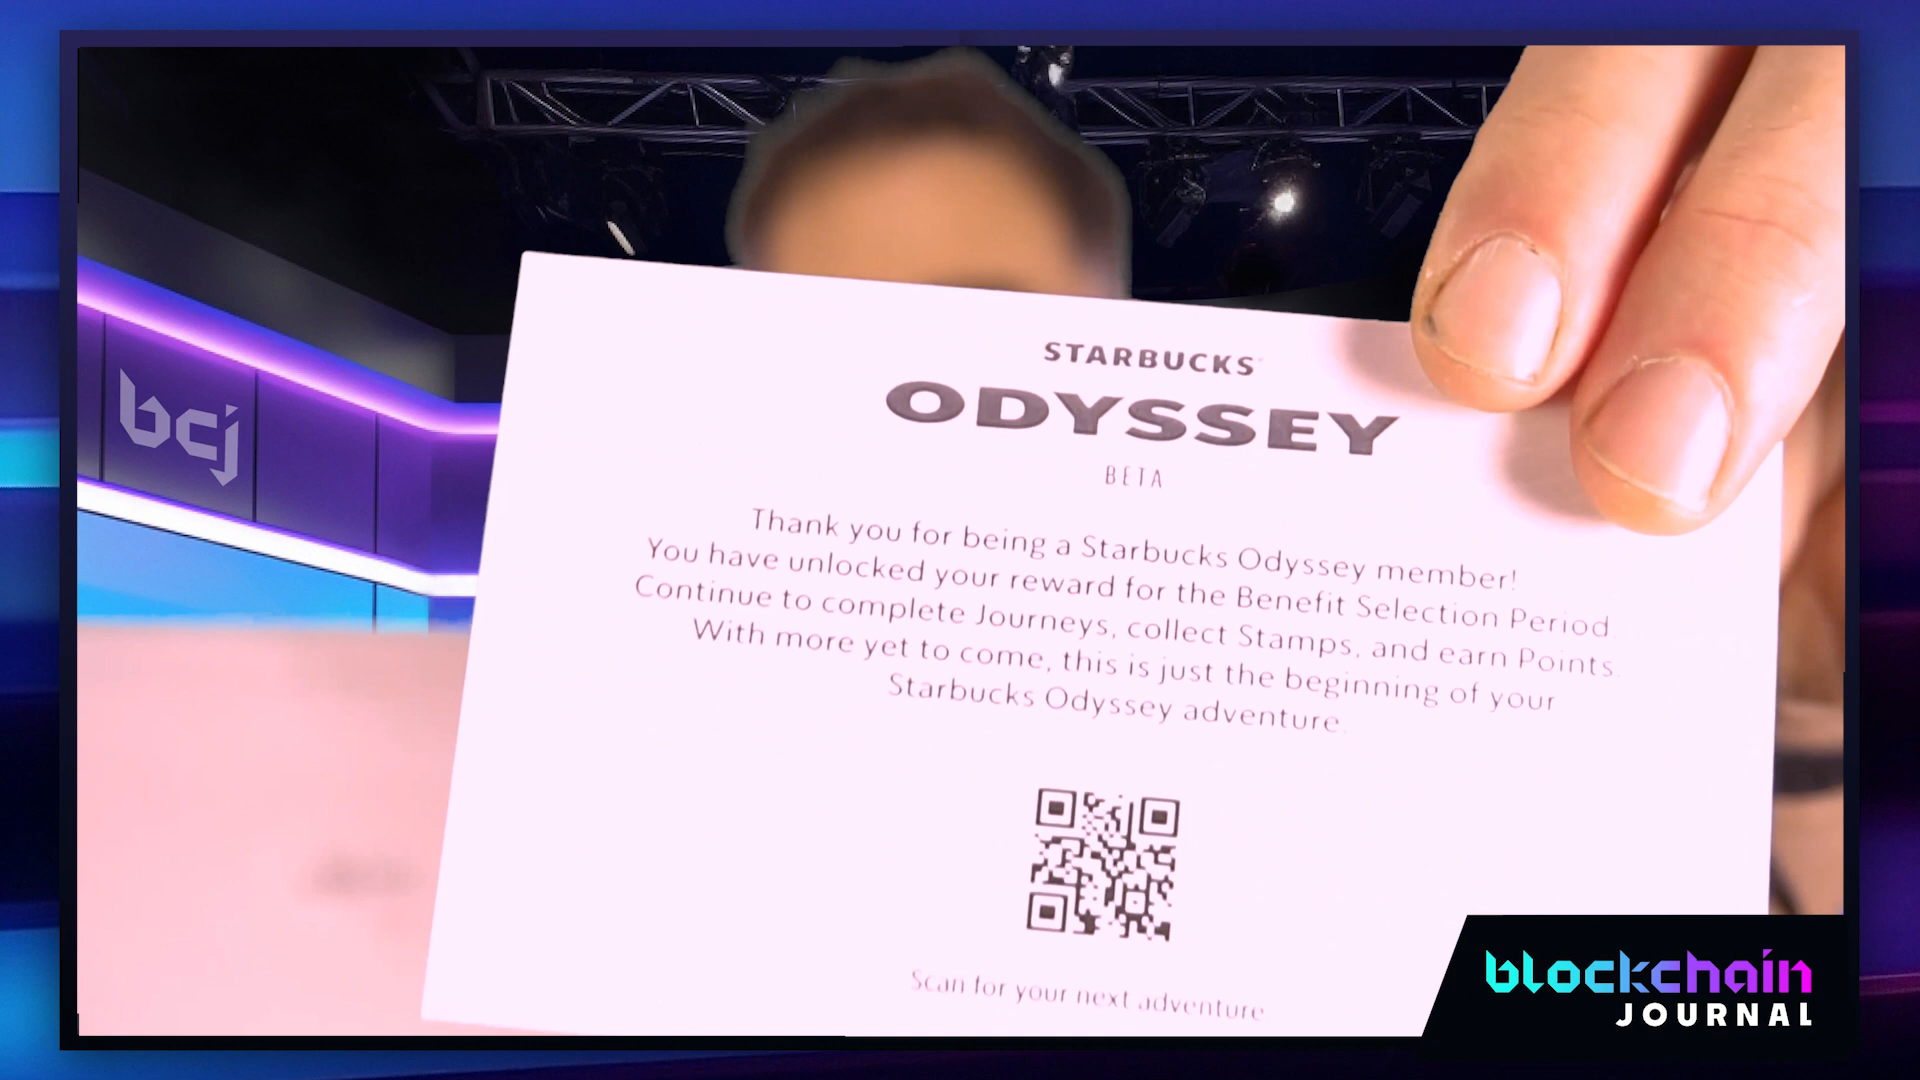 bcj
STARBUCKS
ODYSSEY
BETA
Thank you for being a Starbucks Odyssey member!
You have unlocked your reward for the Benefit Selection Period.
Continue to complete Journeys, collect Stamps, and earn Points.
With more yet to come, this is just the beginning of your
Starbucks Odyssey adventure.
Scan for your next adventure
blockchain
JOURNAL